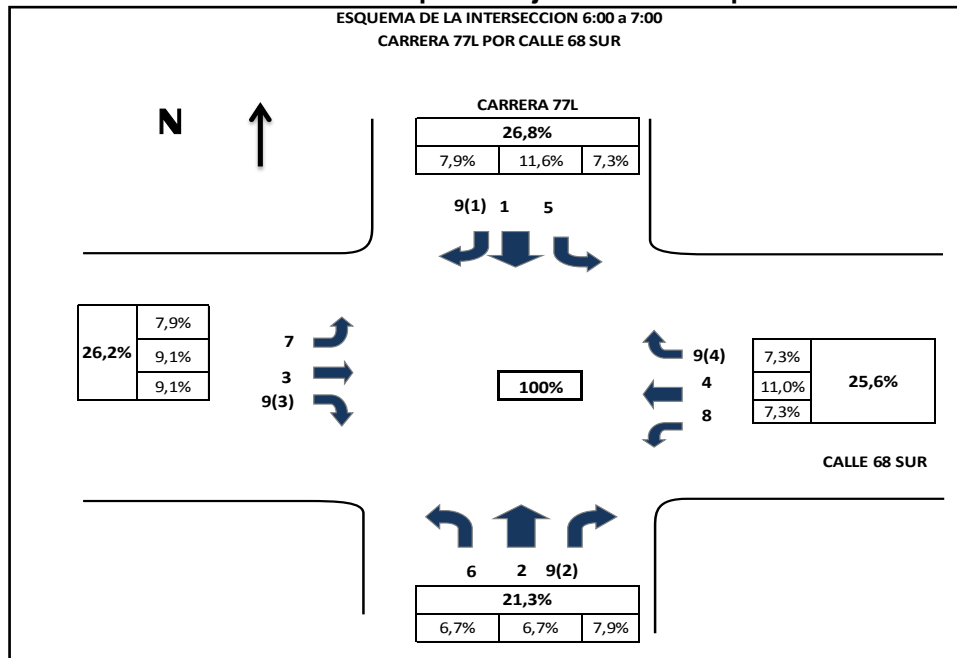 ESQUEMA DE LA INTERSECCION 6:00 a 7:00
CARRERA 77L POR CALLE 68 SUR
N
CARRERA 77L
26,8%
7,9% 11,6% 7,3%
9(1) 1 5
26,2%
7,9%
9,1%
9,1%
7
3
9(3)
100%
9(4)
4
8
7,3%
11,0%
7,3%
25,6%
CALLE 68 SUR
6 2 9(2)
21,3%
6,7% 6,7% 7,9%